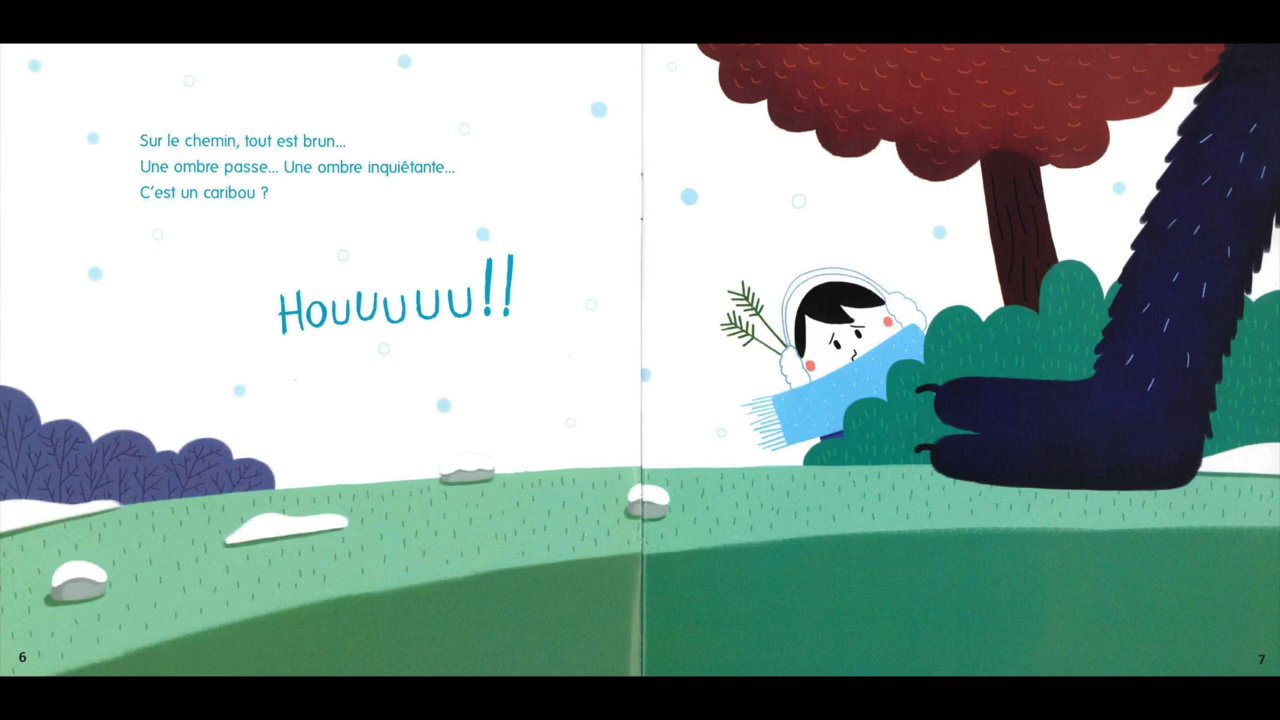 Sur le chemin, tout est brun...
Une ombre passe... Une ombre inquiétante...
C'est un caribou ?
HOUUUUU!!
6
7